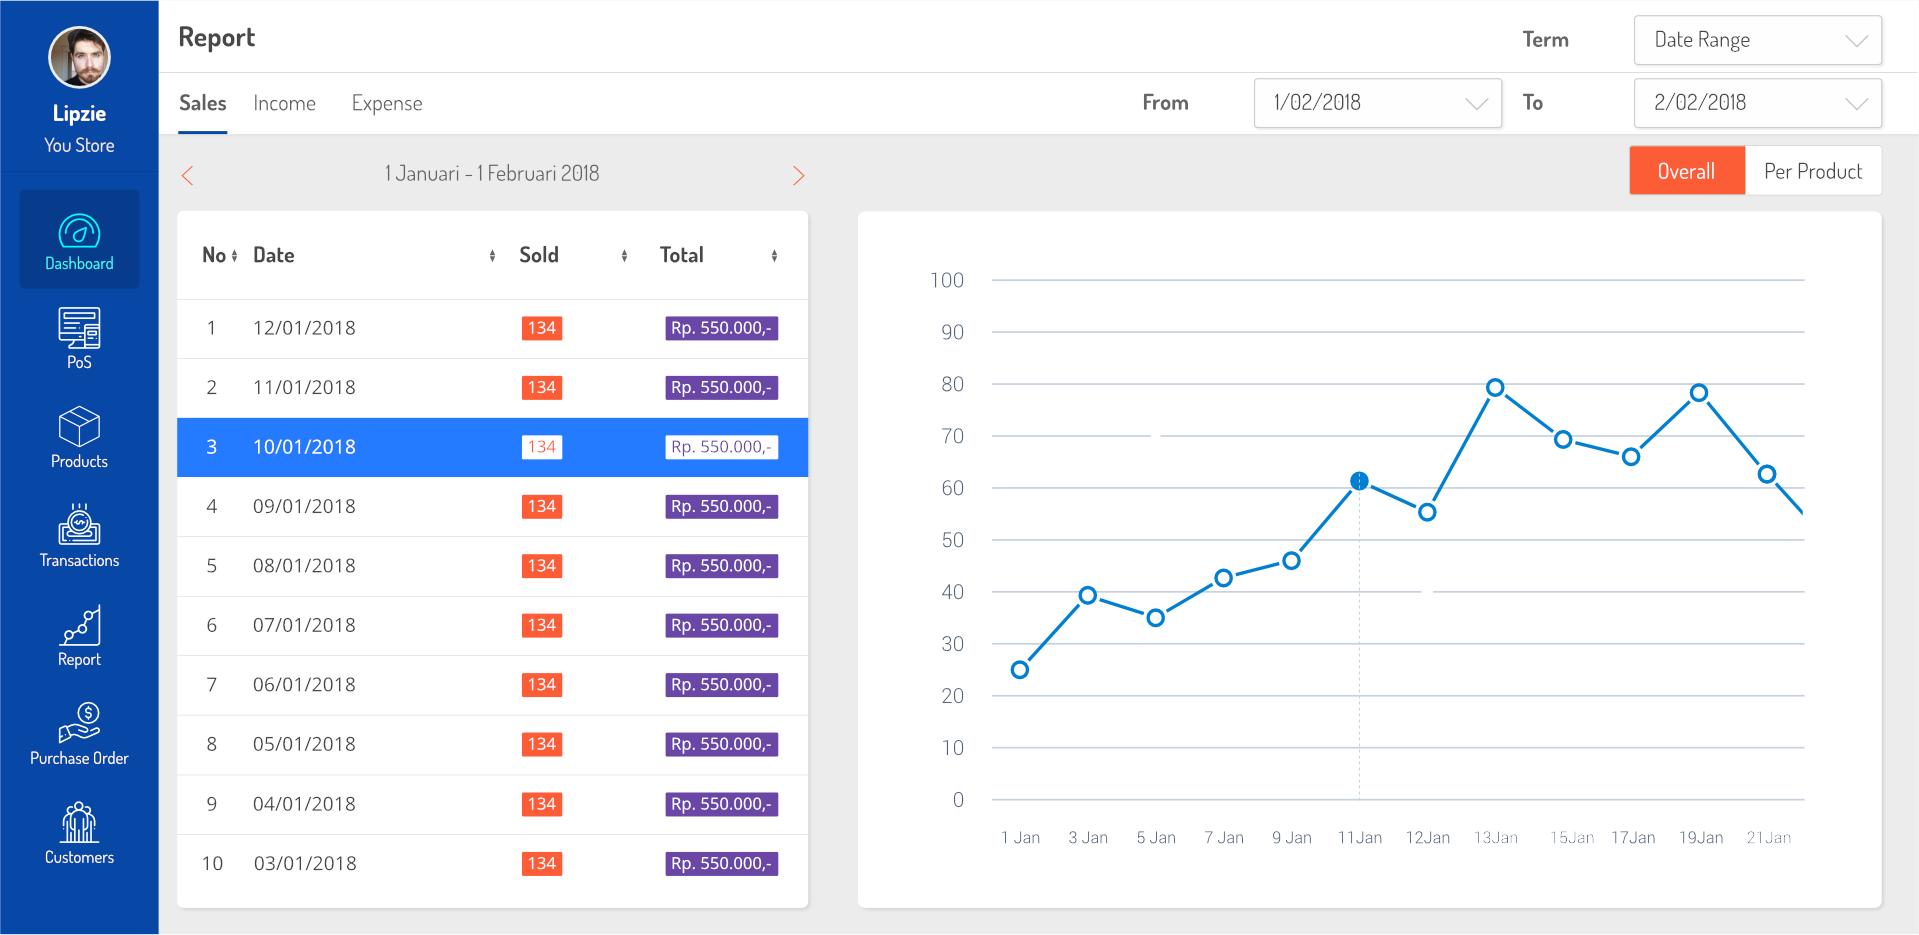 Lipzie
You Store
Dashboard
PoS
Products
Transactions
Report
Purchase Order
Customers
Report
Term
Date Range
Sales
Income
Expense
From
1/02/2018
To
2/02/2018
1 Januari - 1 Februari 2018
Overall
Per Product
No Date Sold Total
1 12/01/2018 134 Rp. 550.000,-
2 11/01/2018 134 Rp. 550.000,-
3 10/01/2018 134 Rp. 550.000,-
4 09/01/2018 134 Rp. 550.000,-
5 08/01/2018 134 Rp. 550.000,-
6 07/01/2018 134 Rp. 550.000,-
7 06/01/2018 134 Rp. 550.000,-
8 05/01/2018 134 Rp. 550.000,-
9 04/01/2018 134 Rp. 550.000,-
10 03/01/2018 134 Rp. 550.000,-
100
90
80
70
60
50
40
30
20
10
0
1 Jan 3 Jan 5 Jan 7 Jan 9 Jan 11Jan 12Jan 13Jan 15Jan 17Jan 19Jan 21Jan